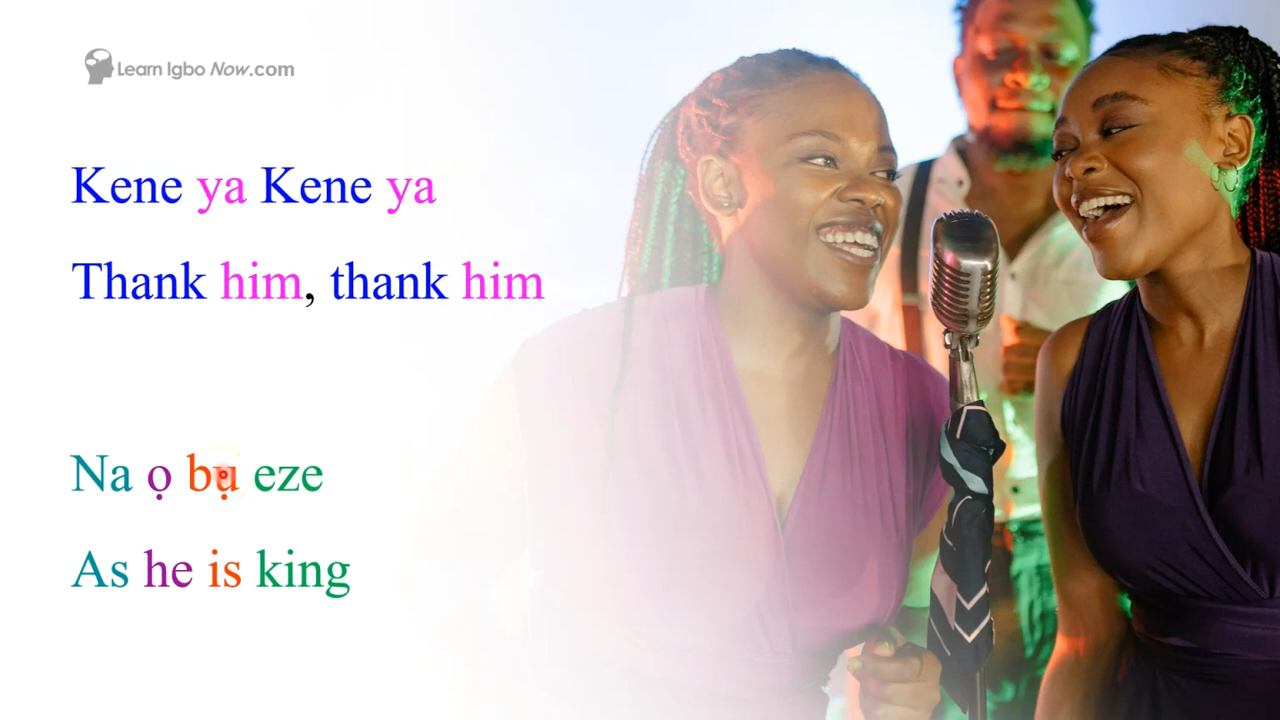 Learn Igbo Now.com
Kene ya Kene ya
Thank him, thank him
Na ọ bụ eze
As he is king